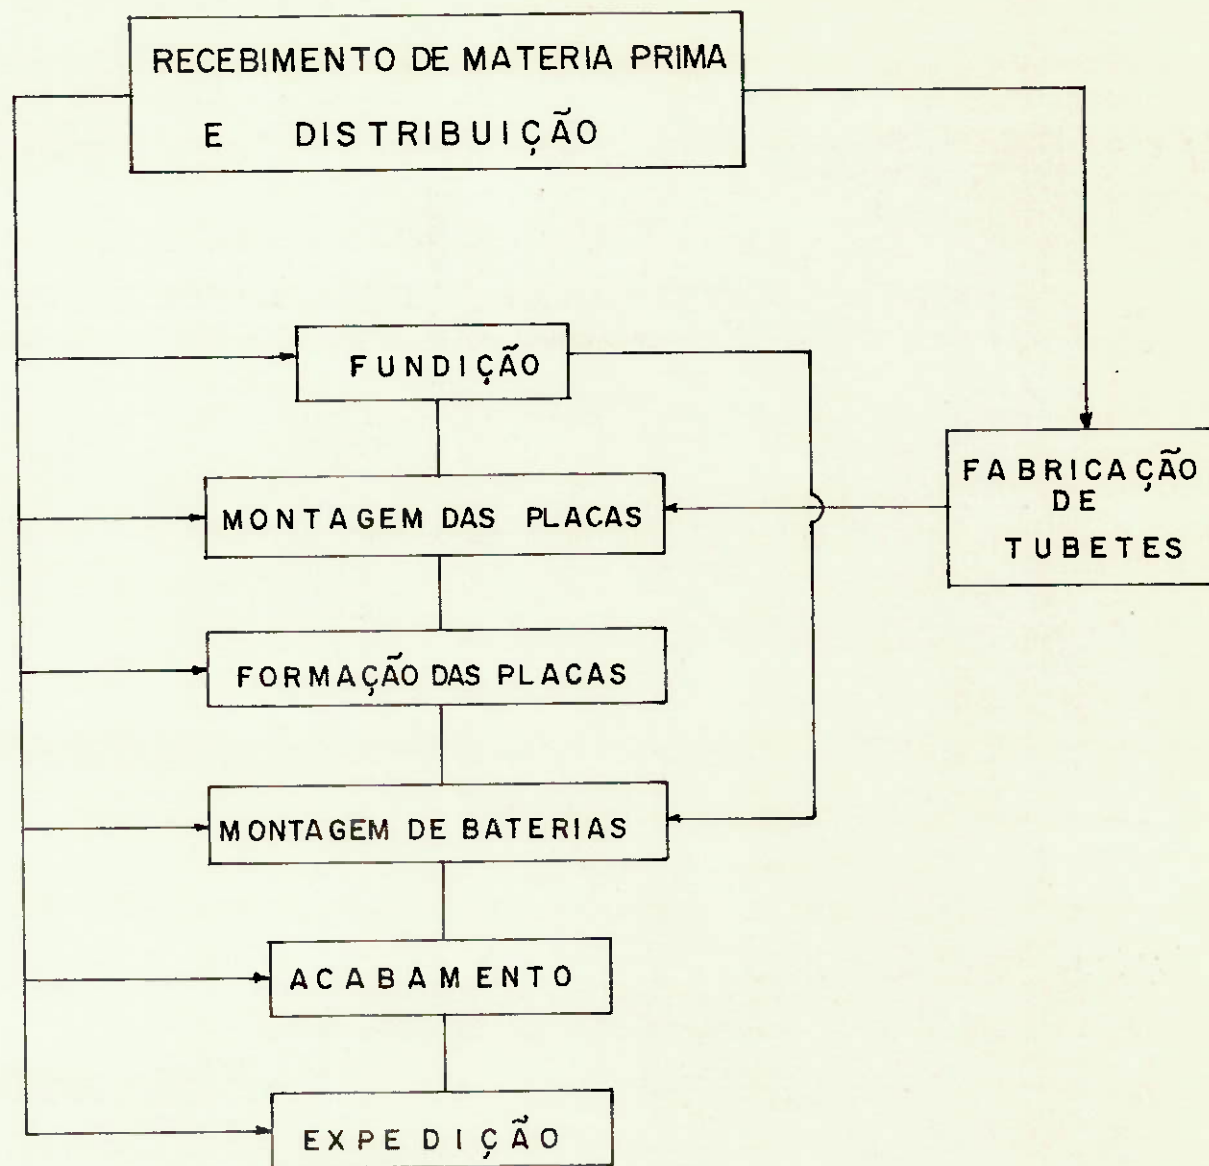 RECEBIMENTO DE MATERIA PRIMA
E DISTRIBUIÇÃO
FUNDIÇÃO
MONTAGEM DAS PLACAS
FABRICAÇÃO
DE
TUBETES
FORMAÇÃO DAS PLACAS
MONTAGEM DE BATERIAS
ACABAMENTO
EXPEDIÇÃO